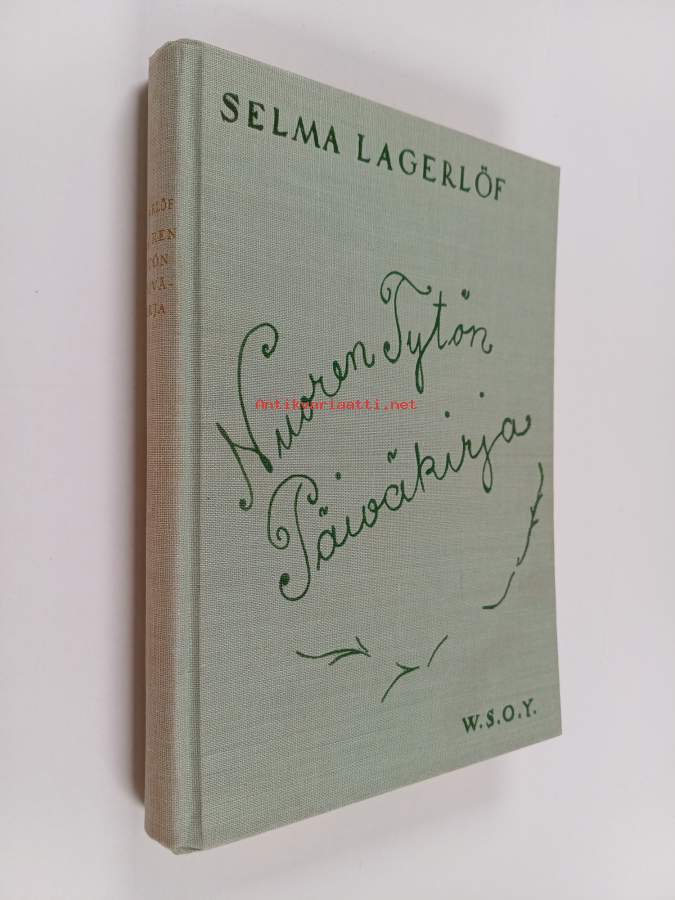 SELMA LAGERLÖF
Nuoren Tytön
Päiväkirja
W.S.O.Y.
Antikvariaatti.net